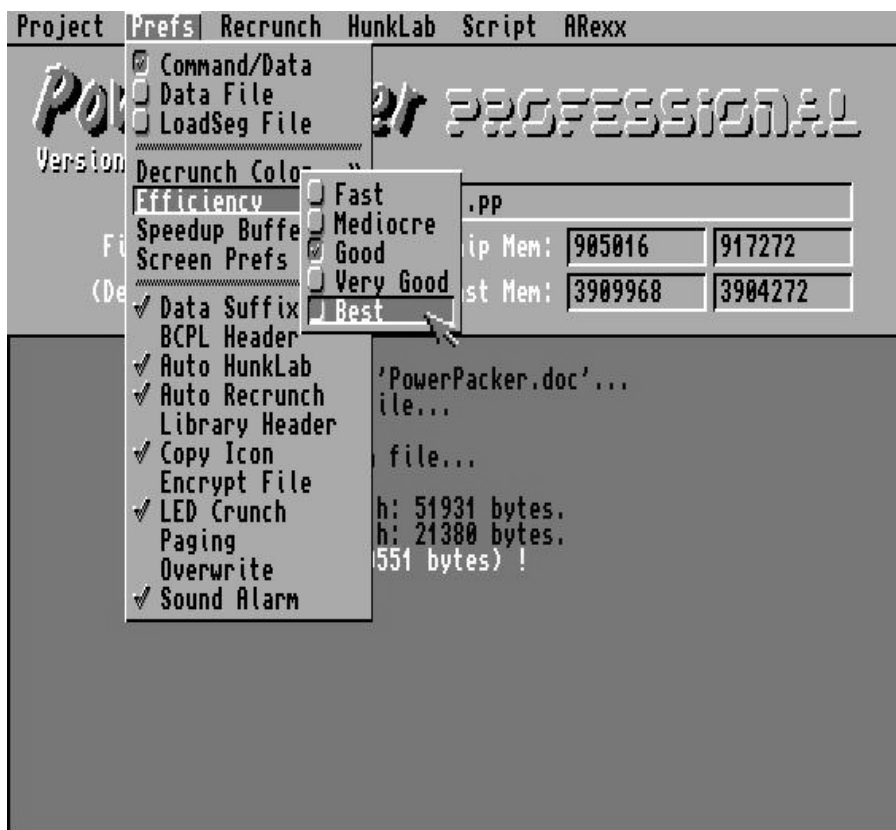 Project Prefs Recrunch HunkLab Script ARexx
Command/Data
Data File
LoadSeg File
PROFESSIONAL
Version
Decrunch Color »
Efficiency
Speedup Buffe
Screen Prefs
Fast
Mediocre
Good
Very Good
Best
.pp
ip Mem: 905016 917272
st Mem: 3909968 3904272
Data Suffix
BCPL Header
Auto HunkLab
Auto Recrunch
Library Header
Copy Icon
Encrypt File
LED Crunch
Paging
Overwrite
Sound Alarm
'PowerPacker.doc'...
ile...
file...
h: 51931 bytes.
h: 21380 bytes.
551 bytes) !